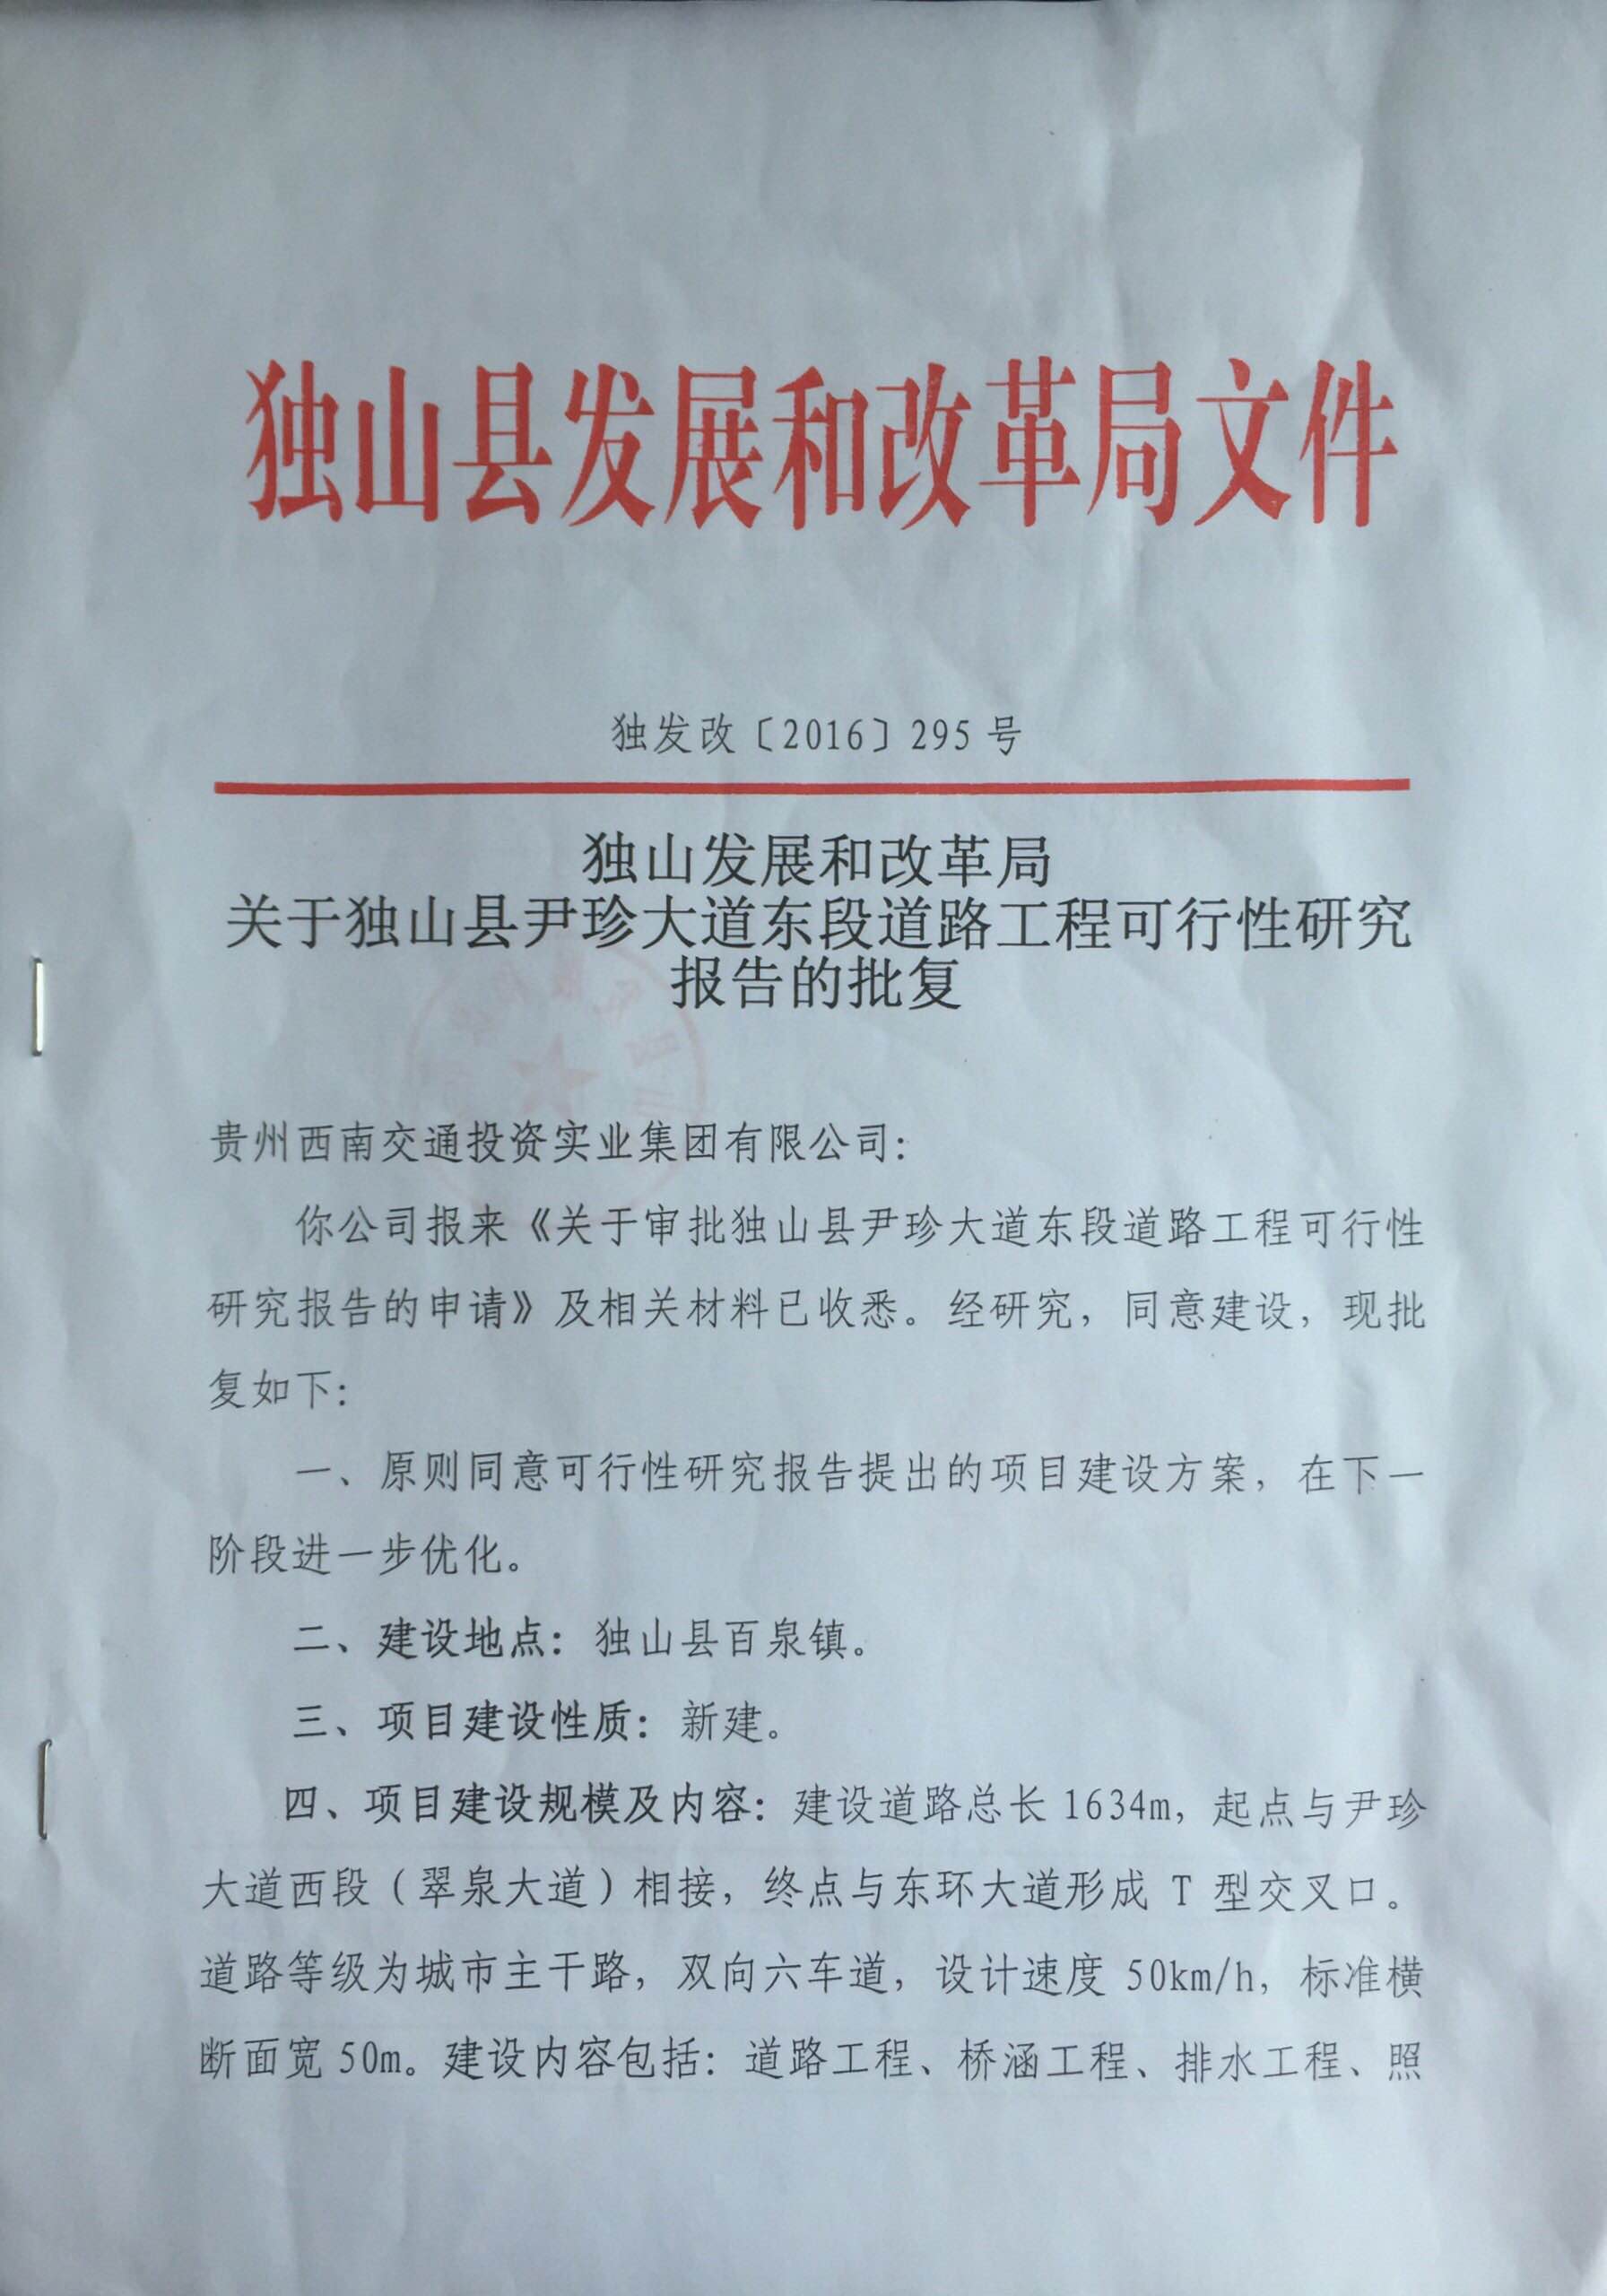 独山县发展和改革局文件
独发改〔2016〕295 号
独山发展和改革局
关于独山县尹珍大道东段道路工程可行性研究
报告的批复
贵州西南交通投资实业集团有限公司：
你公司报来《关于审批独山县尹珍大道东段道路工程可行性
研究报告的申请》及相关材料已收悉。经研究，同意建设，现批
复如下：
一、原则同意可行性研究报告提出的项目建设方案，在下一
阶段进一步优化。
二、建设地点：独山县百泉镇。
三、项目建设性质：新建。
四、项目建设规模及内容：建设道路总长 1634m，起点与尹珍
大道西段（翠泉大道）相接，终点与东环大道形成 T 型交叉口。
道路等级为城市主干路，双向六车道，设计速度 50km/h，标准横
断面宽 50m。建设内容包括：道路工程、桥涵工程、排水工程、照